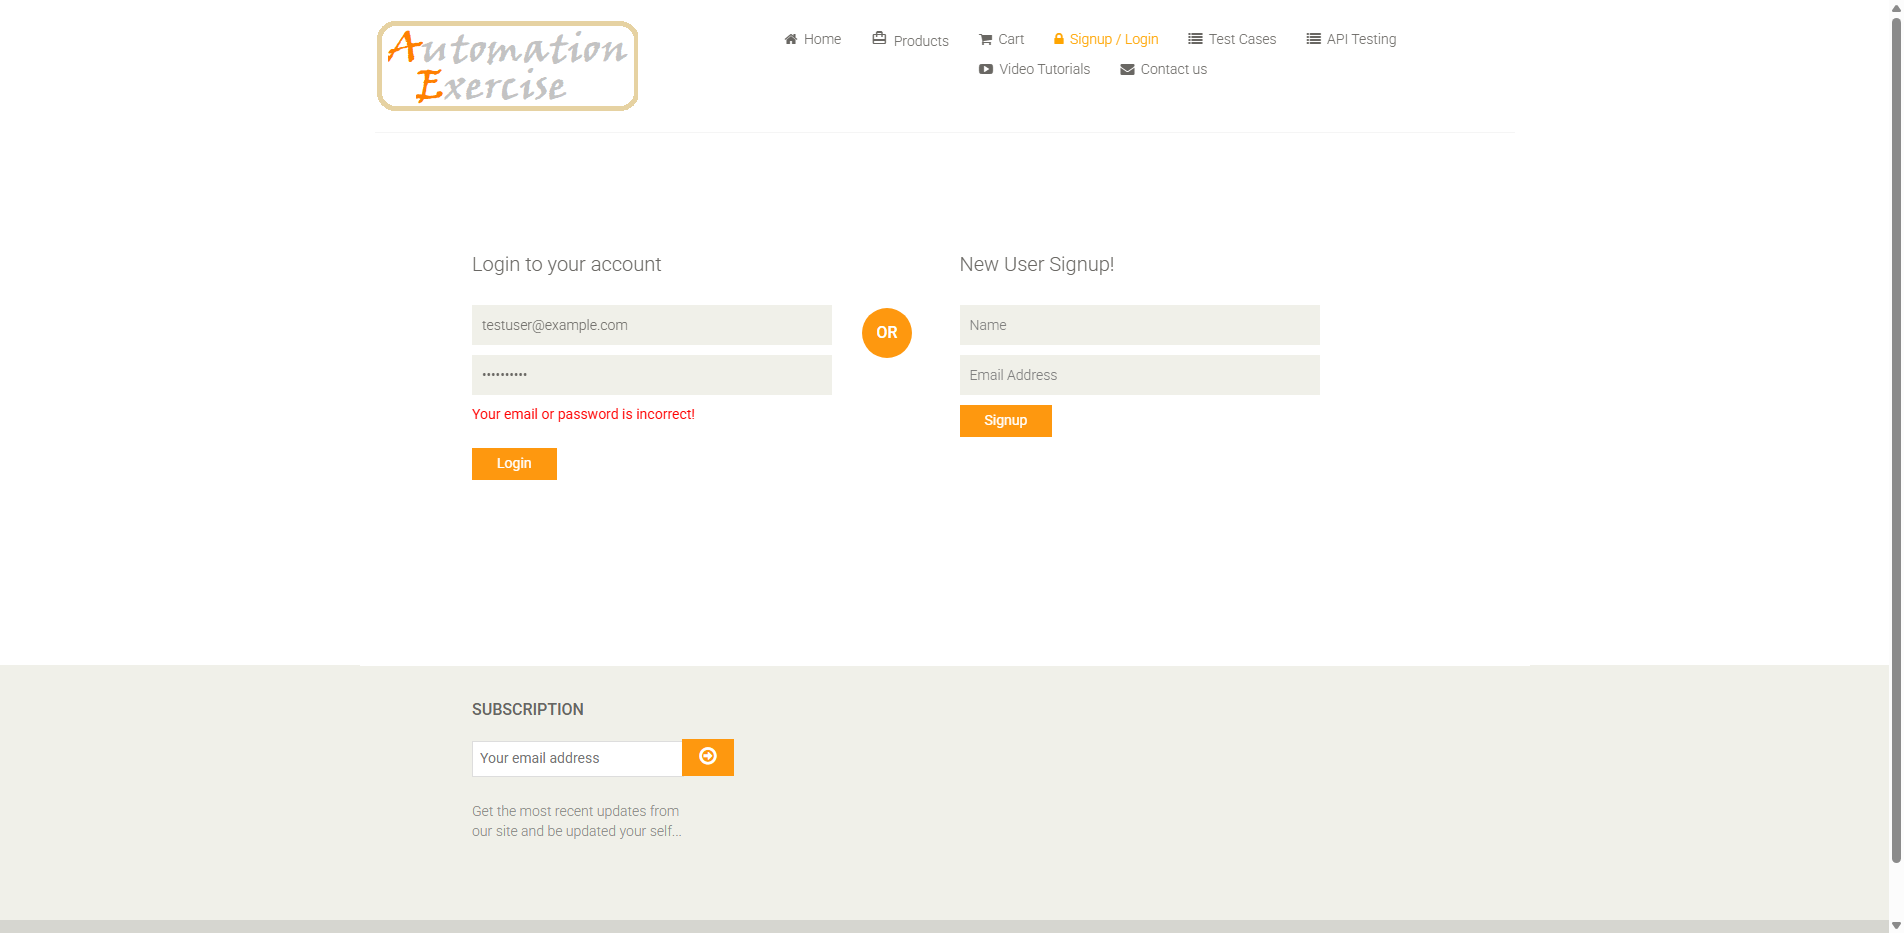 Automation
Exercise
Home
Products
Cart
Signup / Login
Test Cases
API Testing
Video Tutorials
Contact us
Login to your account
testuser@example.com
••••••••••
Your email or password is incorrect!
Login
OR
New User Signup!
Name
Email Address
Signup
SUBSCRIPTION
Your email address
Get the most recent updates from
our site and be updated your self...